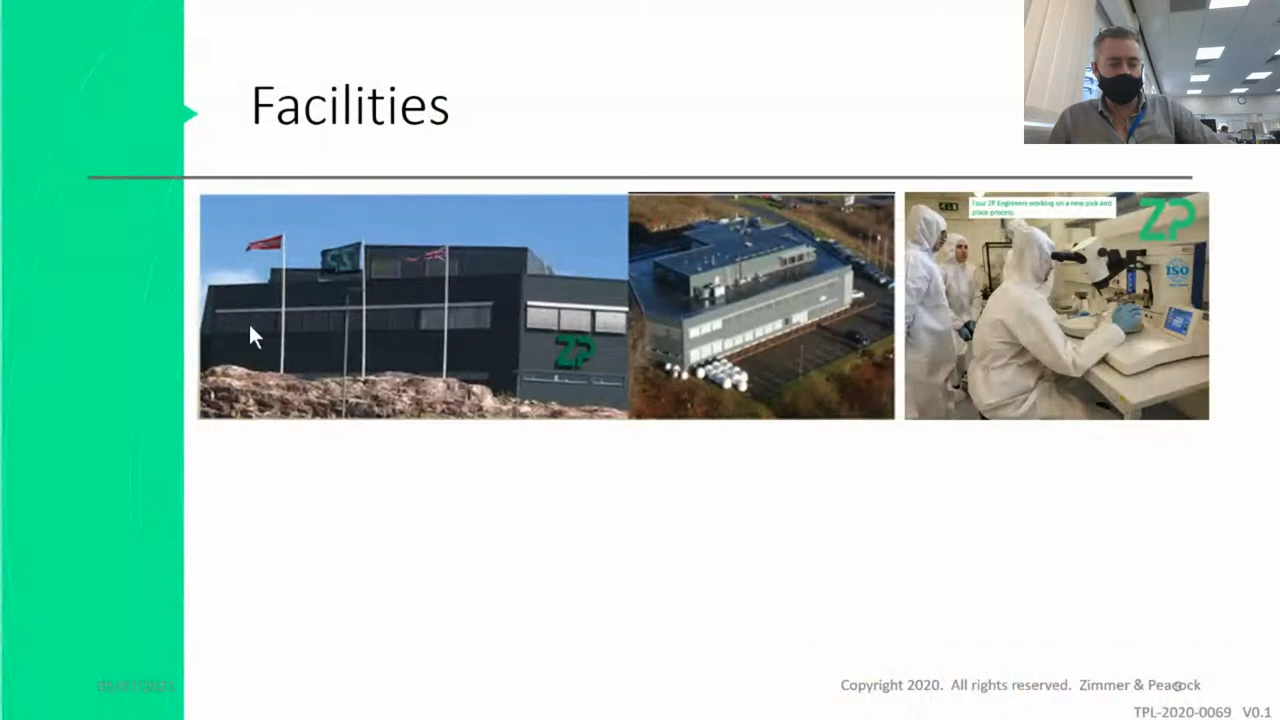 Facilities
Four ZP Engineers working on a new pick and
place process.
ZP
ISO
ZP
Copyright 2020. All rights reserved. Zimmer & Peacock
TPL-2020-0069 V0.1